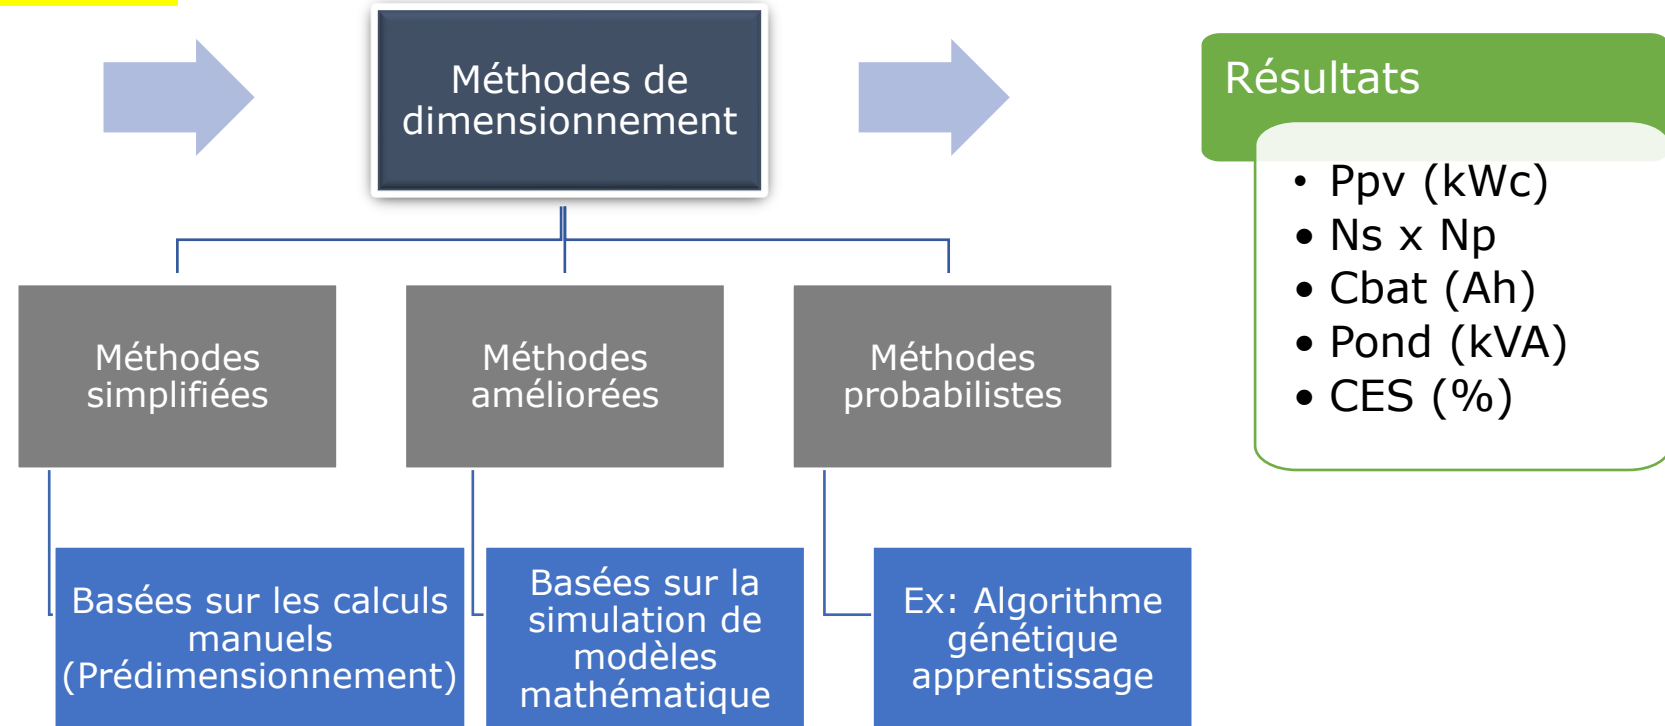 Méthodes de
dimensionnement
Méthodes
simplifiées
Méthodes
améliorées
Méthodes
probabilistes
Basées sur les calculs
manuels
(Prédimensionnement)
Basées sur la
simulation de
modèles
mathématique
Ex: Algorithme
génétique
apprentissage
Résultats
• Ppv (kWc)
• Ns x Np
• Cbat (Ah)
• Pond (kVA)
• CES (%)